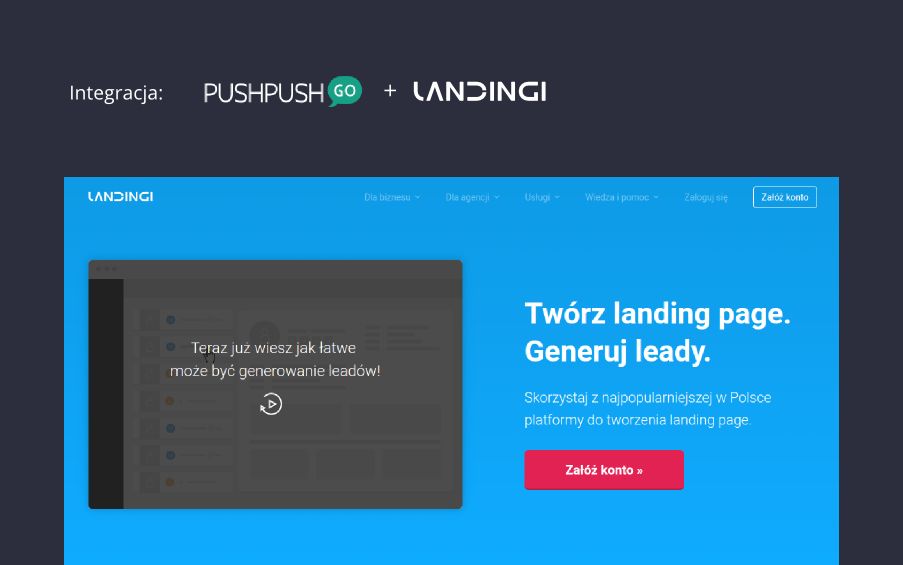 Integracja: PUSHPUSH GO + LANDINGI
LANDINGI Dla biznesu Dla agencji Usługi Wiedza i pomoc Zaloguj się Załóż konto
Teraz już wiesz jak łatwe
może być generowanie leadów!
Twórz landing page.
Generuj leady.
Skorzystaj z najpopularniejszej w Polsce
platformy do tworzenia landing page.
Załóż konto »